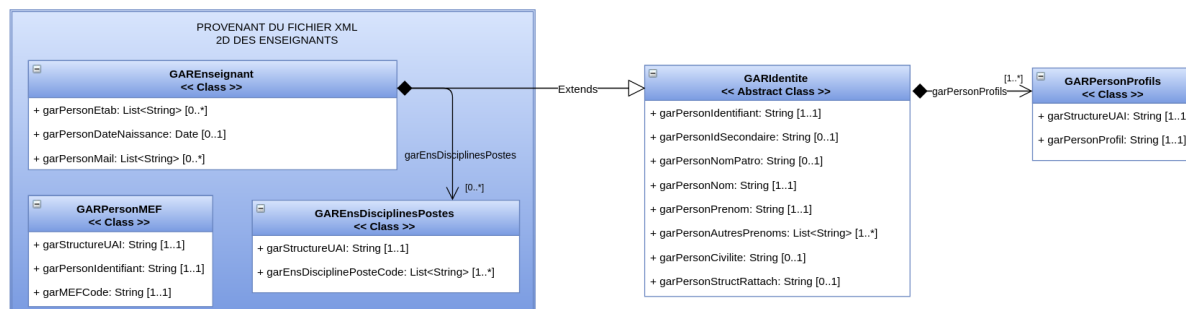 PROVENANT DU FICHIER XML
2D DES ENSEIGNANTS
GAREnseignant
<< Class >>
+ garPersonEtab: List<String> [0..*]
+ garPersonDateNaissance: Date [0..1]
+ garPersonMail: List<String> [0..*]
garEnsDisciplinesPostes
[0..*]
GARPersonMEF
<< Class >>
+ garStructureUAI: String [1..1]
+ garPersonIdentifiant: String [1..1]
+ garMEFCode: String [1..1]
GAREnsDisciplinesPostes
<< Class >>
+ garStructureUAI: String [1..1]
+ garEnsDisciplinePosteCode: List<String> [1..*]
Extends
GARIdentite
<< Abstract Class >>
+ garPersonIdentifiant: String [1..1]
+ garPersonIdSecondaire: String [0..1]
+ garPersonNomPatro: String [0..1]
+ garPersonNom: String [1..1]
+ garPersonPrenom: String [1..1]
+ garPersonAutresPrenoms: List<String> [1..*]
+ garPersonCivilite: String [0..1]
+ garPersonStructRattach: String [0..1]
[1..*]
garPersonProfils
GARPersonProfils
<< Class >>
+ garStructureUAI: String [1..1
+ garPersonProfil: String [1..1]